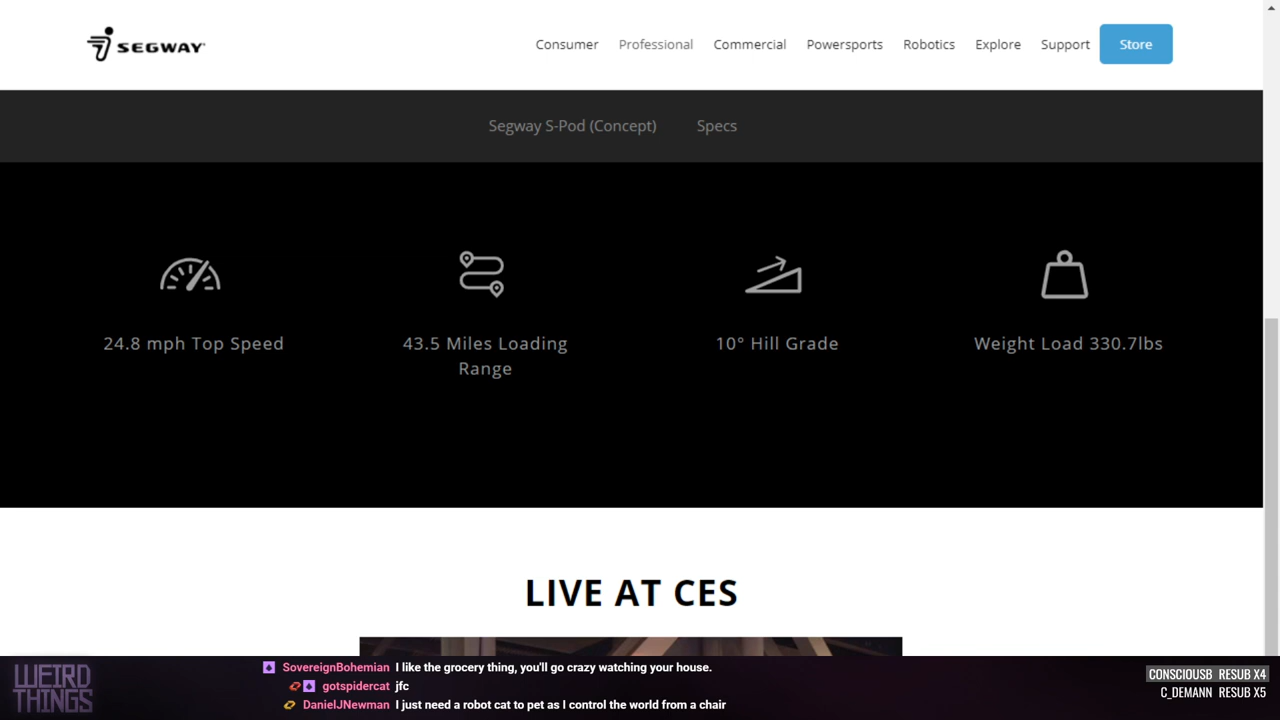 SEGWAY
Consumer Professional Commercial Powersports Robotics Explore Support Store
Segway S-Pod (Concept) Specs
24.8 mph Top Speed
43.5 Miles Loading
Range
10° Hill Grade
Weight Load 330.7lbs
LIVE AT CES
WEIRD
THINGS
SovereignBohemian I like the grocery thing, you'll go crazy watching your house.
gotspidercat jfc
DanielJNewman I just need a robot cat to pet as I control the world from a chair
CONSCIOUSB RESUB X4
C_DEMANN RESUB X5